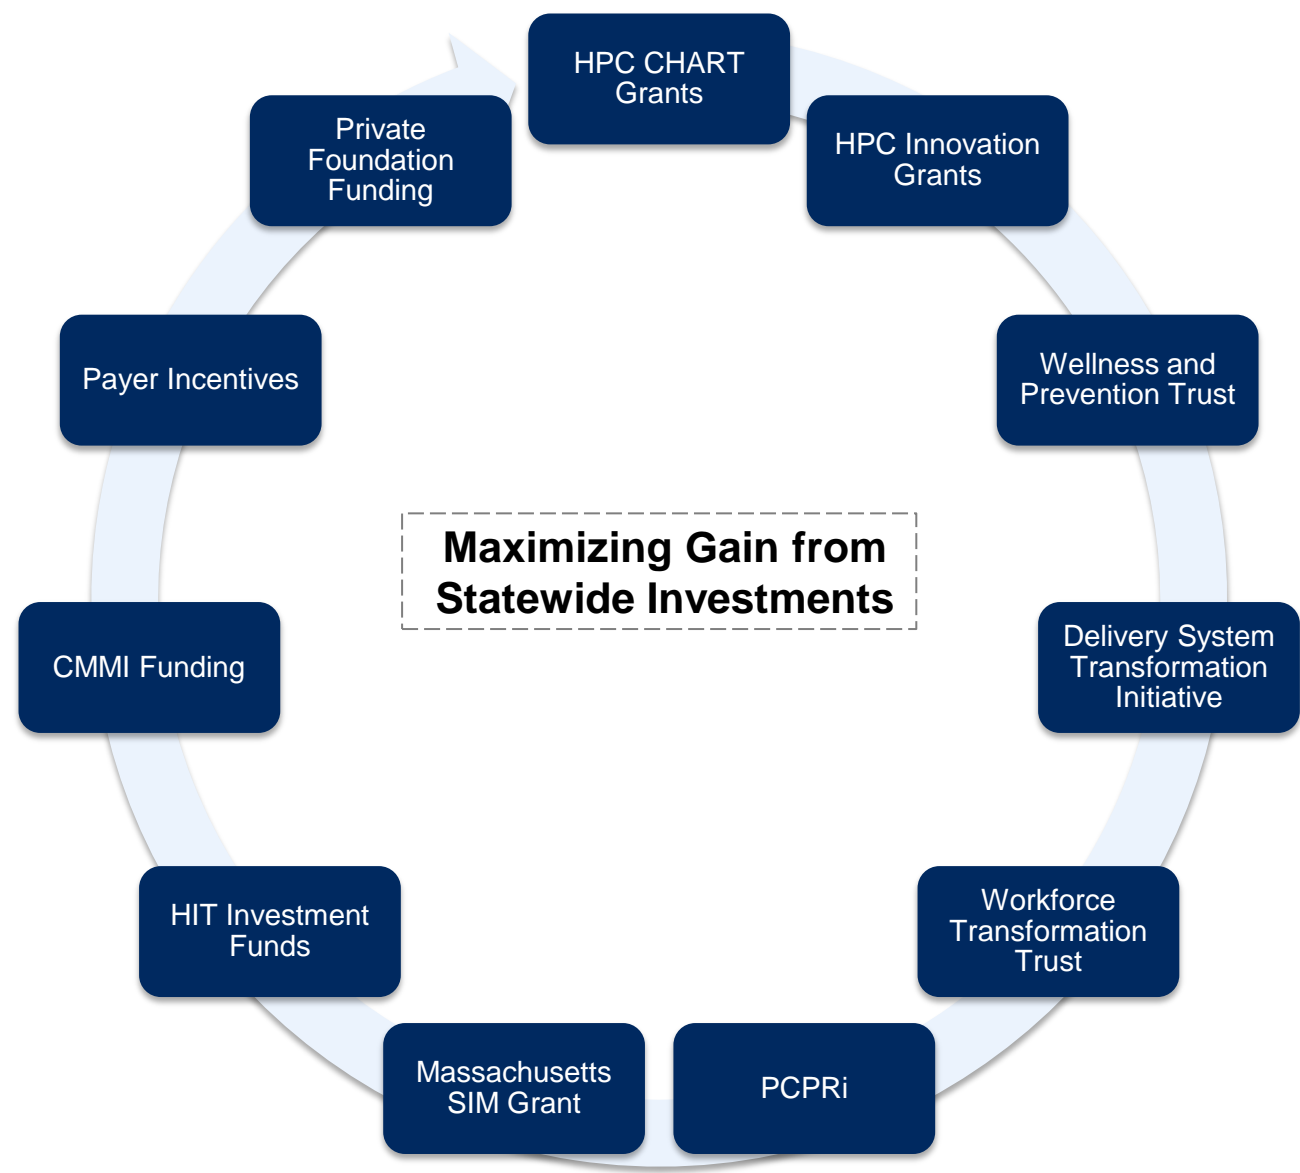 HPC CHART
Grants
HPC Innovation
Grants
Wellness and
Prevention Trust
Delivery System
Transformation
Initiative
Workforce
Transformation
Trust
PCPRi
Massachusetts
SIM Grant
HIT Investment
Funds
CMMI Funding
Payer Incentives
Private
Foundation
Funding
Maximizing Gain from
Statewide Investments